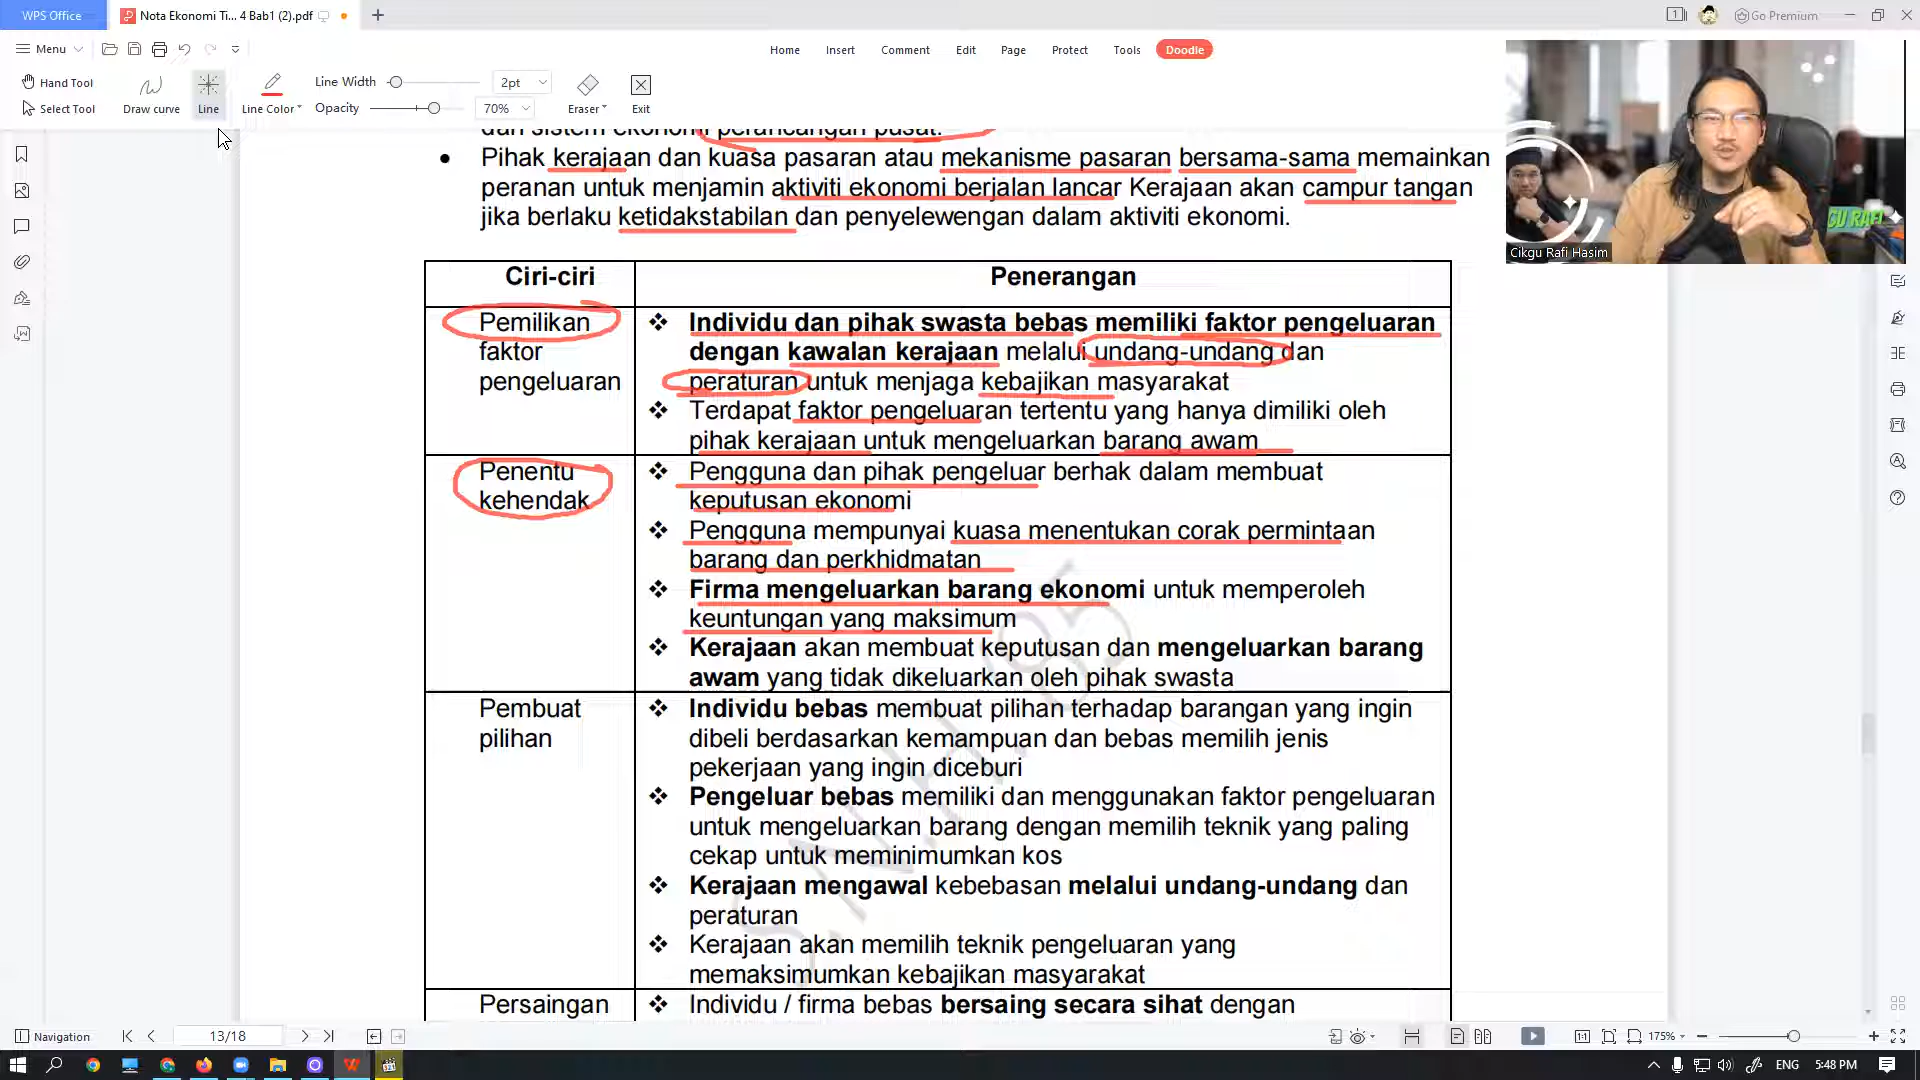 WPS Office
Nota Ekonomi Ti... 4 Bab1 (2).pdf
1
Go Premium
Menu
Home Insert Comment Edit Page Protect Tools Doodle
Hand Tool
Select Tool
Draw curve
Line
Line Color
Line Width 2pt
Opacity 70%
Eraser
Exit
dan sistem ekonomi perancangan pusat.
• Pihak kerajaan dan kuasa pasaran atau mekanisme pasaran bersama-sama memainkan
peranan untuk menjamin aktiviti ekonomi berjalan lancar Kerajaan akan campur tangan
jika berlaku ketidakstabilan dan penyelewengan dalam aktiviti ekonomi.
GU RAFI
Cikgu Rafi Hasim
Ciri-ciri
Penerangan
Pemilikan
faktor
pengeluaran
❖ Individu dan pihak swasta bebas memiliki faktor pengeluaran
dengan kawalan kerajaan melalui undang-undang dan
peraturan untuk menjaga kebajikan masyarakat
❖ Terdapat faktor pengeluaran tertentu yang hanya dimiliki oleh
pihak kerajaan untuk mengeluarkan barang awam
Penentu
kehendak
❖ Pengguna dan pihak pengeluar berhak dalam membuat
keputusan ekonomi
❖ Pengguna mempunyai kuasa menentukan corak permintaan
barang dan perkhidmatan
❖ Firma mengeluarkan barang ekonomi untuk memperoleh
keuntungan yang maksimum
❖ Kerajaan akan membuat keputusan dan mengeluarkan barang
awam yang tidak dikeluarkan oleh pihak swasta
Pembuat
pilihan
❖ Individu bebas membuat pilihan terhadap barangan yang ingin
dibeli berdasarkan kemampuan dan bebas memilih jenis
pekerjaan yang ingin diceburi
❖ Pengeluar bebas memiliki dan menggunakan faktor pengeluaran
untuk mengeluarkan barang dengan memilih teknik yang paling
cekap untuk meminimumkan kos
❖ Kerajaan mengawal kebebasan melalui undang-undang dan
peraturan
❖ Kerajaan akan memilih teknik pengeluaran yang
memaksimumkan kebajikan masyarakat
Persaingan
❖ Individu / firma bebas bersaing secara sihat dengan
Navigation
13/18
175%
ENG
5:48 PM